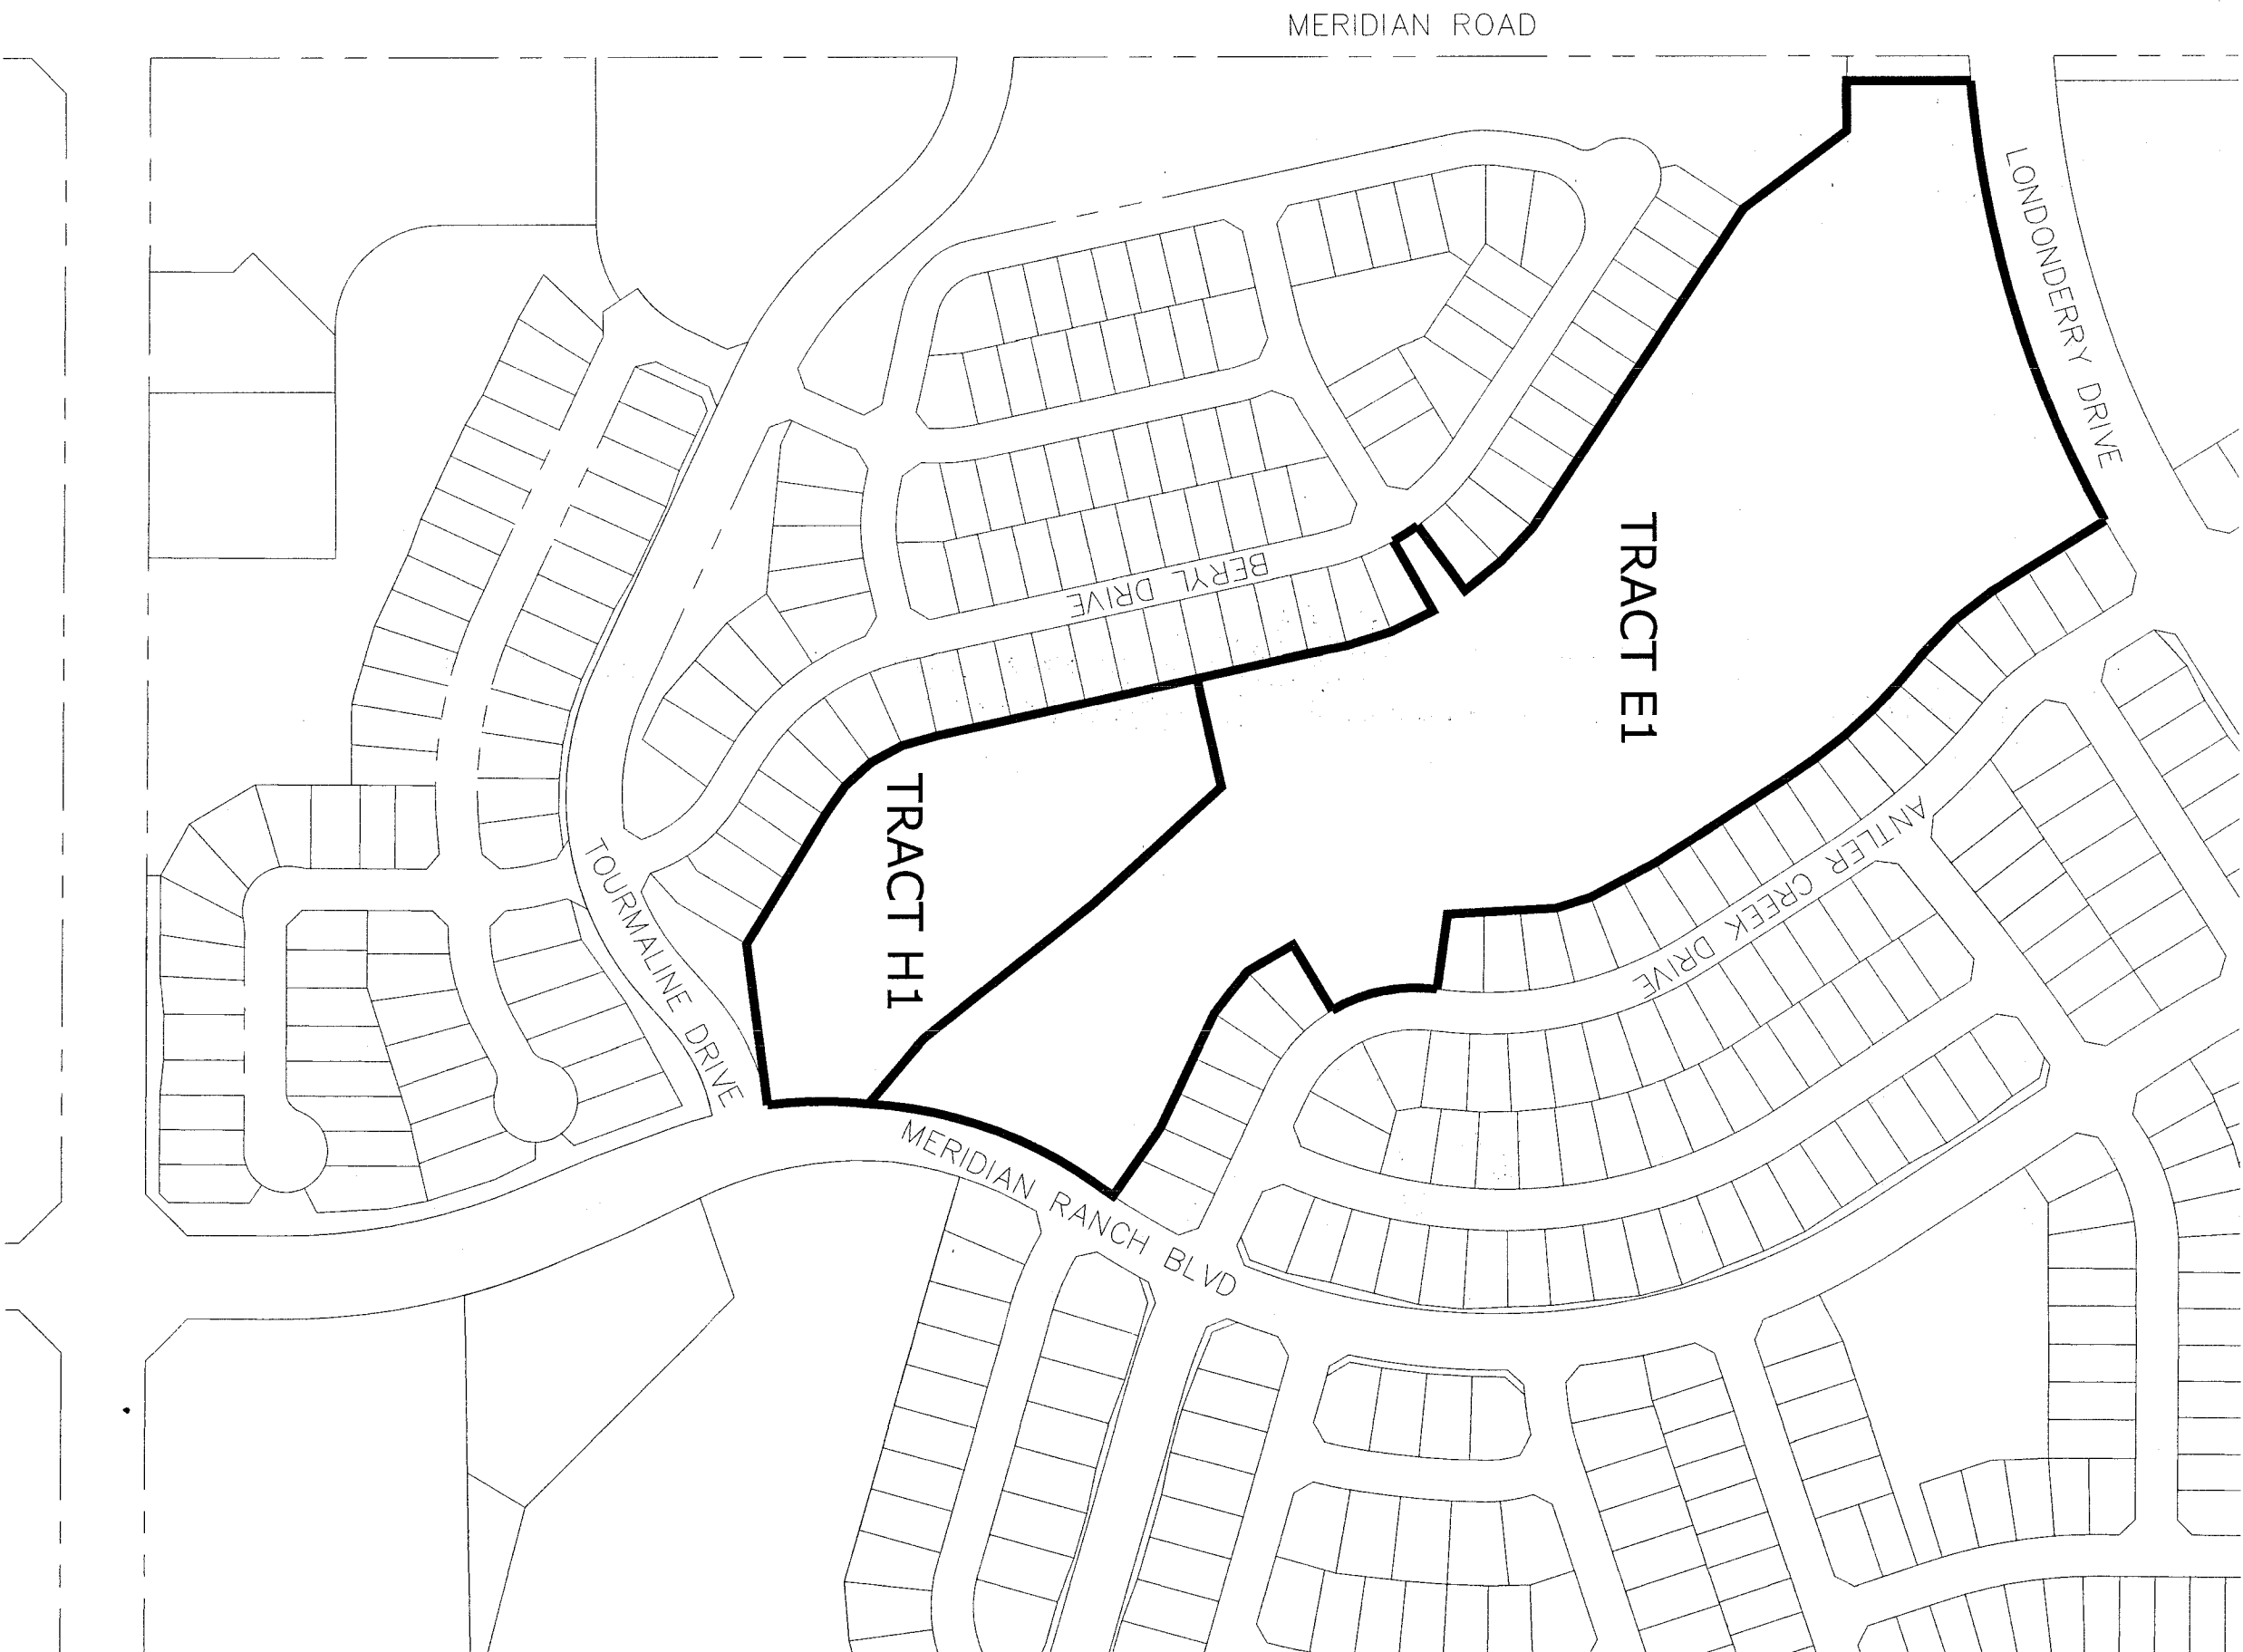 MERIDIAN ROAD
LONDONDERRY DRIVE
TRACT E1
BERYL DRIVE
TRACT H1
ANTLER CREEK DRIVE
TOURMALINE DRIVE
MERIDIAN RANCH BLVD